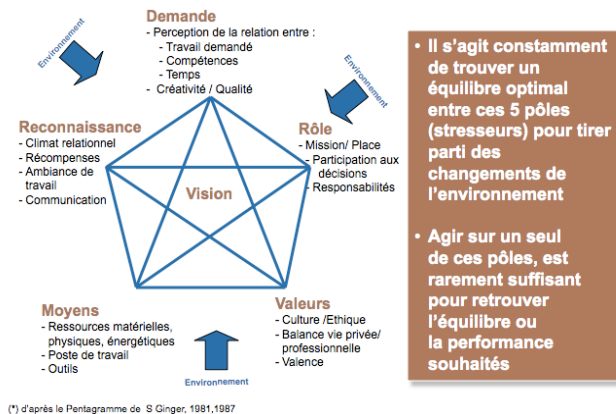 Demande
- Perception de la relation entre :
- Travail demandé
- Compétences
- Temps
- Créativité / Qualité
Environnement
Environnement
Reconnaissance
- Climat relationnel
- Récompenses
- Ambiance de
travail
- Communication
Rôle
- Mission/ Place
- Participation aux
décisions
- Responsabilités
Vision
Moyens
- Ressources matérielles,
physiques, énergétiques
- Poste de travail
- Outils
Valeurs
- Culture /Ethique
- Balance vie privée/
professionnelle
- Valence
Environnement
• Il s'agit constamment
de trouver un
équilibre optimal
entre ces 5 pôles
(stresseurs) pour tirer
parti des
changements de
l'environnement
• Agir sur un seul
de ces pôles, est
rarement suffisant
pour retrouver
l'équilibre ou
la performance
souhaités
(*) d'après le Pentagramme de S Ginger, 1981,1987